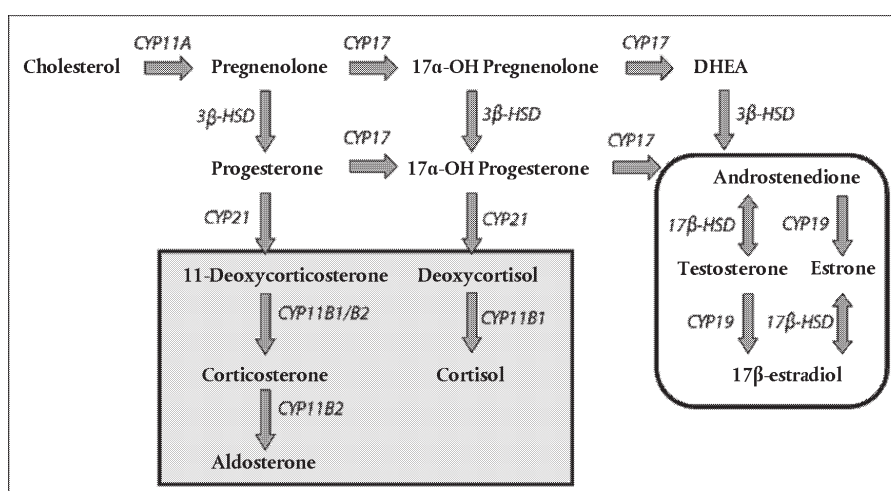 CYP11A CYP17 CYP17
Cholesterol Pregnenolone 17α-OH Pregnenolone DHEA
3β-HSD 3β-HSD 3β-HSD
CYP17 CYP17
Progesterone 17α-OH Progesterone
Androstenedione
CYP21 CYP21 17β-HSD CYP19
11-Deoxycorticosterone Deoxycortisol Testosterone Estrone
CYP11B1/B2 CYP11B1 CYP19 17β-HSD
Corticosterone Cortisol 17β-estradiol
CYP11B2
Aldosterone